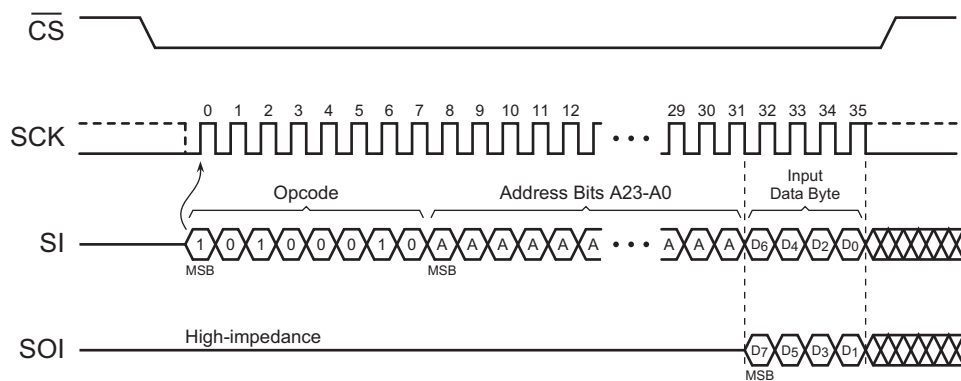 CS
SCK
0 1 2 3 4 5 6 7 8 9 10 11 12 29 30 31 32 33 34 35
Opcode
Address Bits A23-A0
Input
Data Byte
SI
1 0 1 0 0 0 1 0 A A A A A A A A A D6 D4 D2 D0
MSB MSB
High-impedance
SOI
D7 D5 D3 D1
MSB